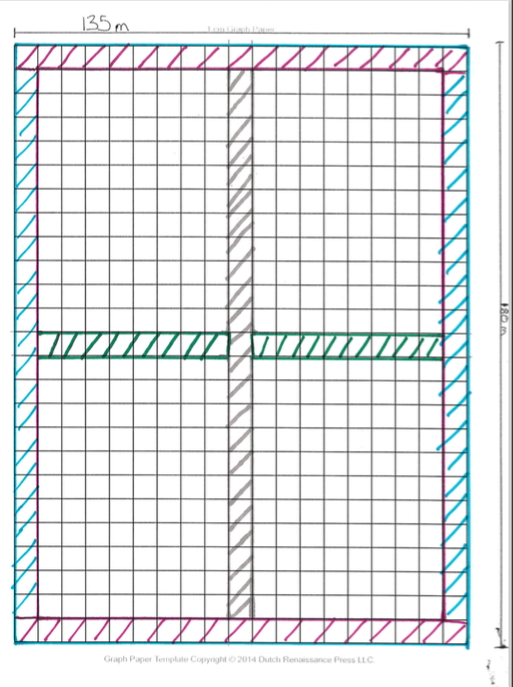 135 m
1 cm Graph Paper
180 m
Graph Paper Template Copyright © 2014 Dutch Renaissance Press LLC.